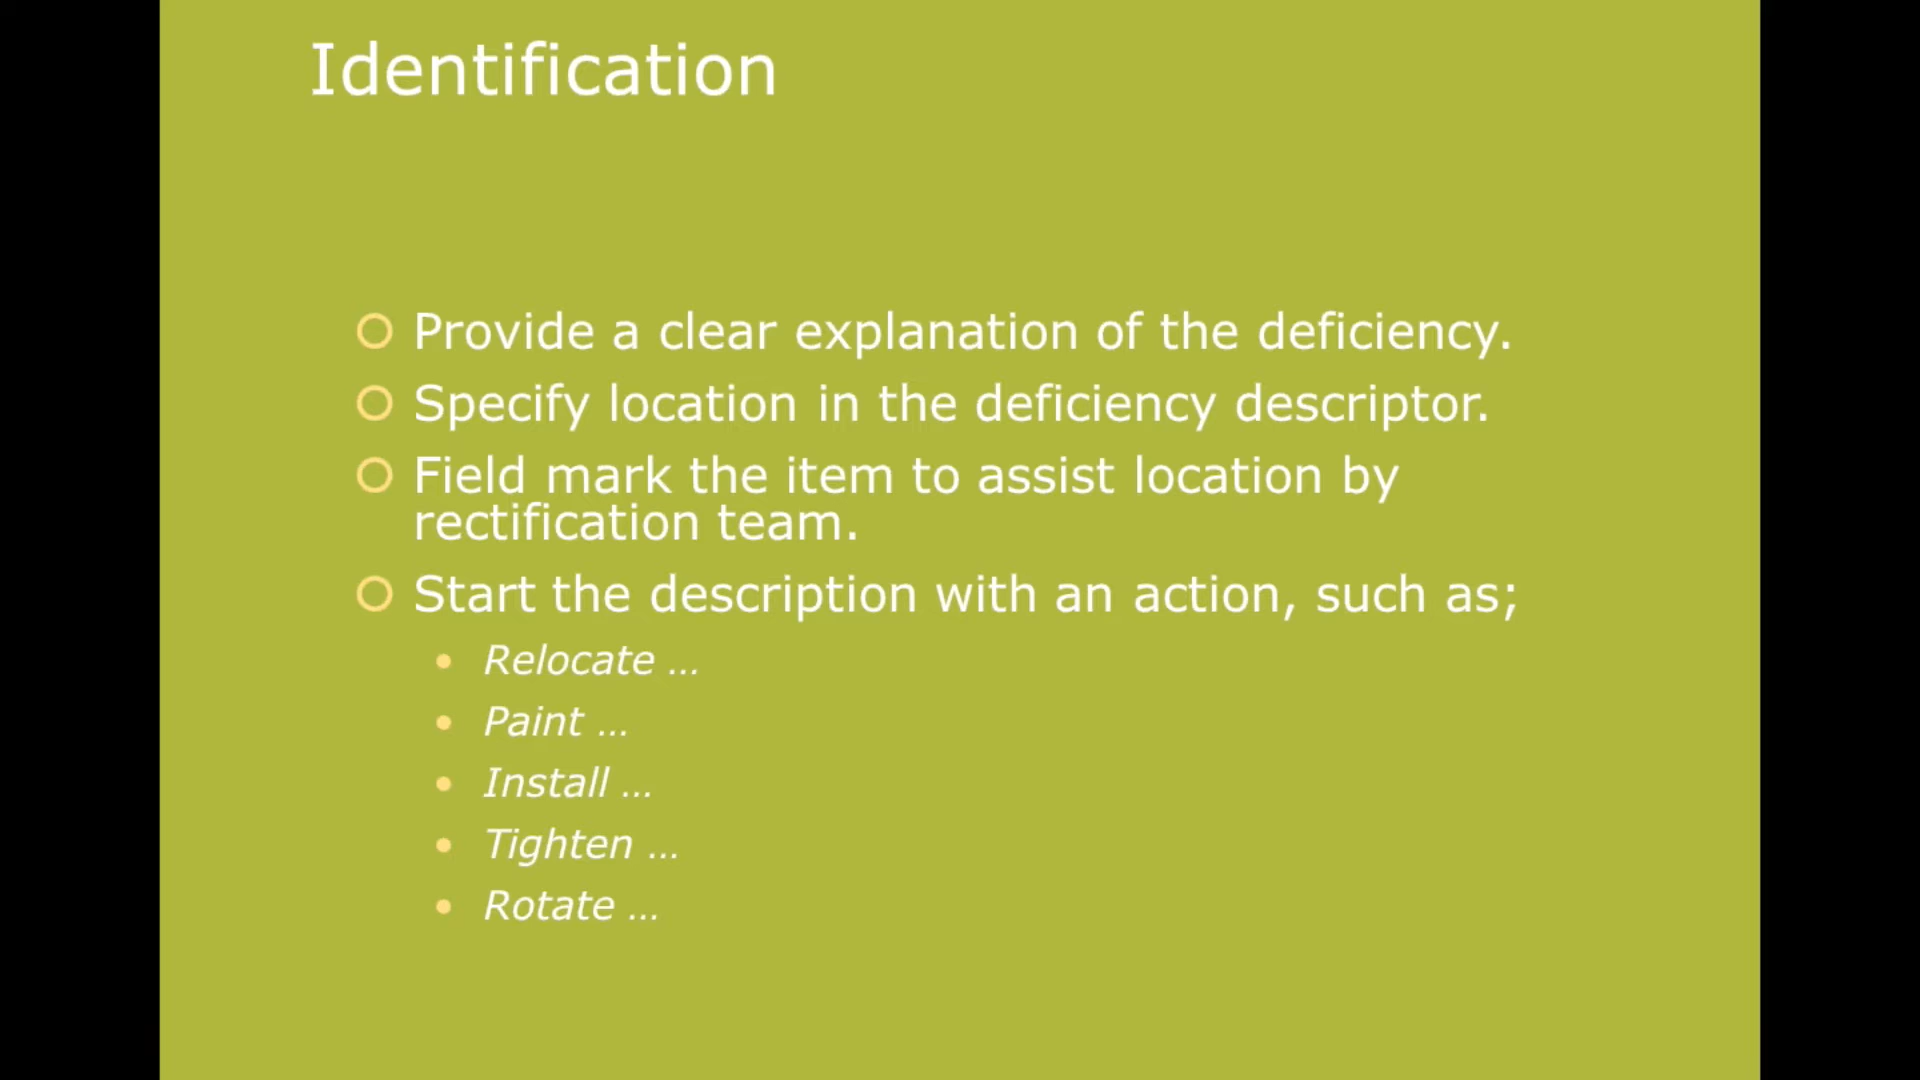 Identification
Provide a clear explanation of the deficiency.
Specify location in the deficiency descriptor.
Field mark the item to assist location by
rectification team.
Start the description with an action, such as;
Relocate …
Paint …
Install …
Tighten …
Rotate …